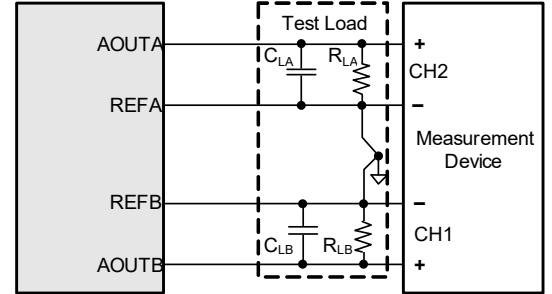 Test Load
AOUTA
C_LA
R_LA
+
CH2
REFA
−
Measurement
Device
REFB
−
C_LB
R_LB
CH1
AOUTB
+